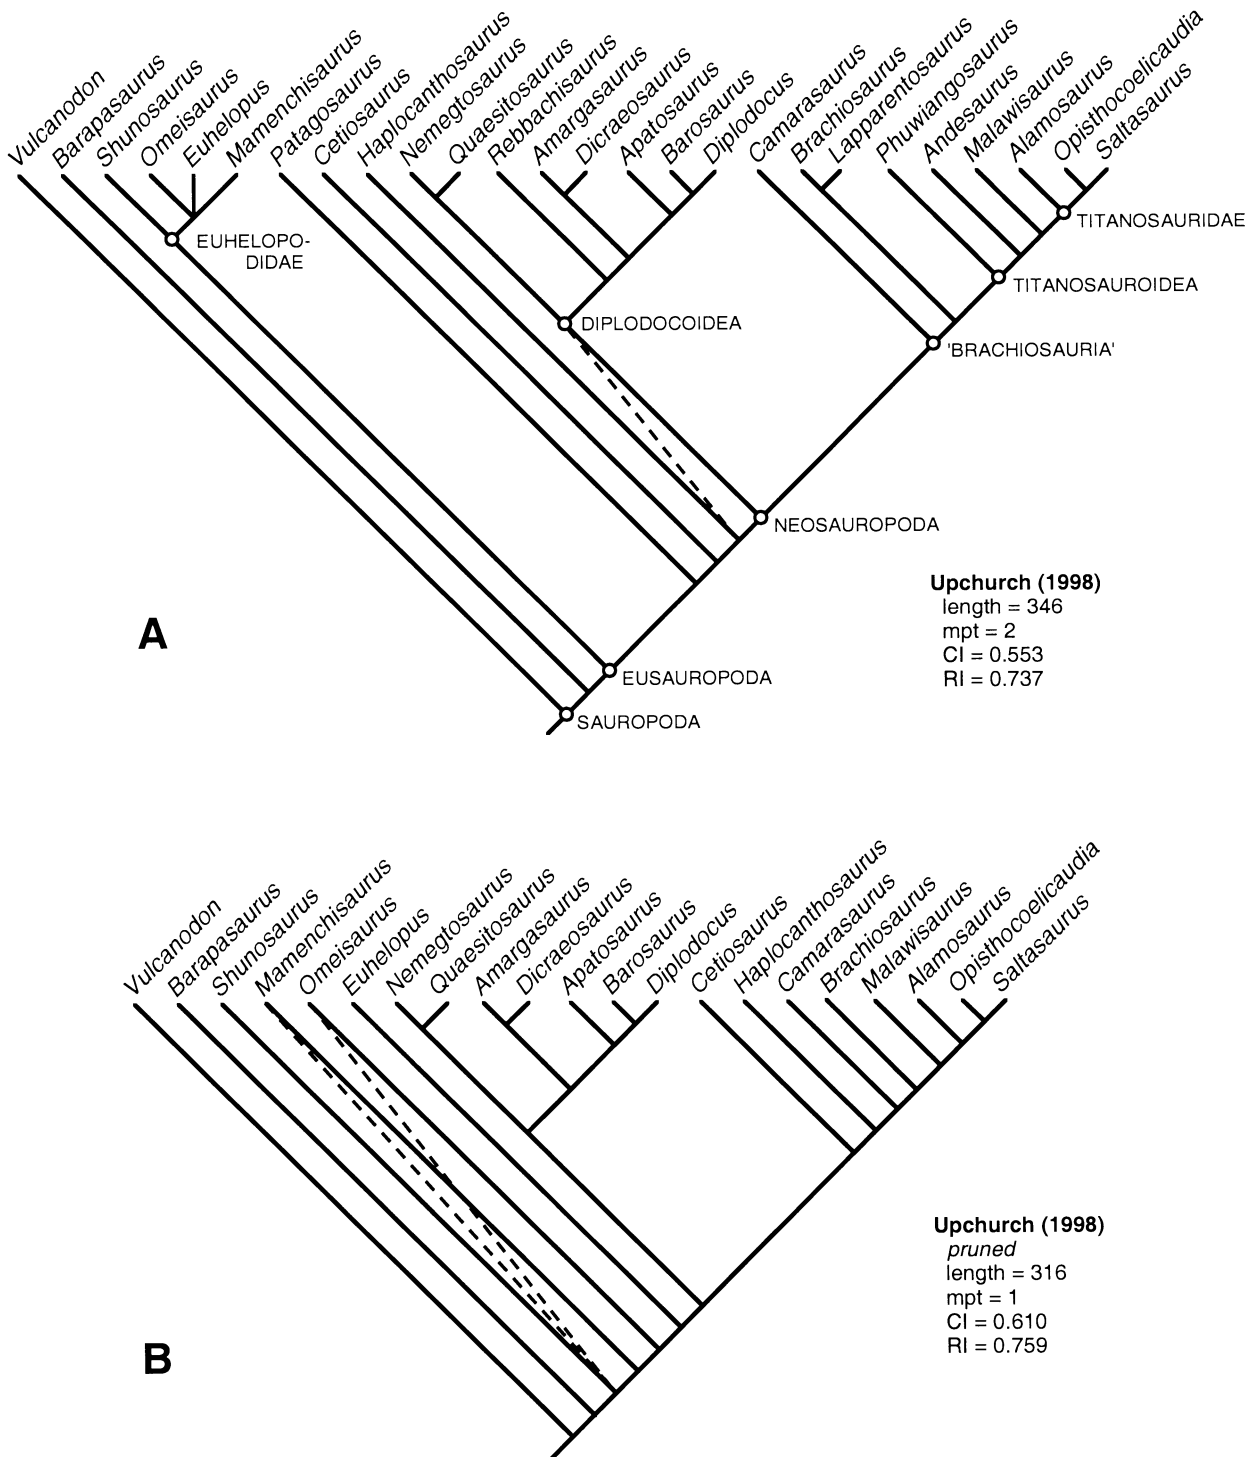 Vulcanodon
Barapasaurus
Shunosaurus
Omeisaurus
Euhelopus
Mamenchisaurus
Patagosaurus
Cetiosaurus
Haplocanthosaurus
Nemegtosaurus
Quaesitosaurus
Rebbachisaurus
Amargasaurus
Dicraeosaurus
Apatosaurus
Barosaurus
Diplodocus
Camarasaurus
Brachiosaurus
Lapparentosaurus
Phuwiangosaurus
Andesaurus
Malawisaurus
Alamosaurus
Opisthocoelicaudia
Saltasaurus
EUHELOPO-
DIDAE
TITANOSAURIDAE
TITANOSAUROIDEA
DIPLODOCOIDEA
'BRACHIOSAURIA'
NEOSAUROPODA
EUSAUROPODA
SAUROPODA
A
Upchurch (1998)
length = 346
mpt = 2
CI = 0.553
RI = 0.737
Vulcanodon
Barapasaurus
Shunosaurus
Mamenchisaurus
Omeisaurus
Euhelopus
Nemegtosaurus
Quaesitosaurus
Amargasaurus
Dicraeosaurus
Apatosaurus
Barosaurus
Diplodocus
Cetiosaurus
Haplocanthosaurus
Camarasaurus
Brachiosaurus
Malawisaurus
Alamosaurus
Opisthocoelicaudia
Saltasaurus
B
Upchurch (1998)
pruned
length = 316
mpt = 1
CI = 0.610
RI = 0.759